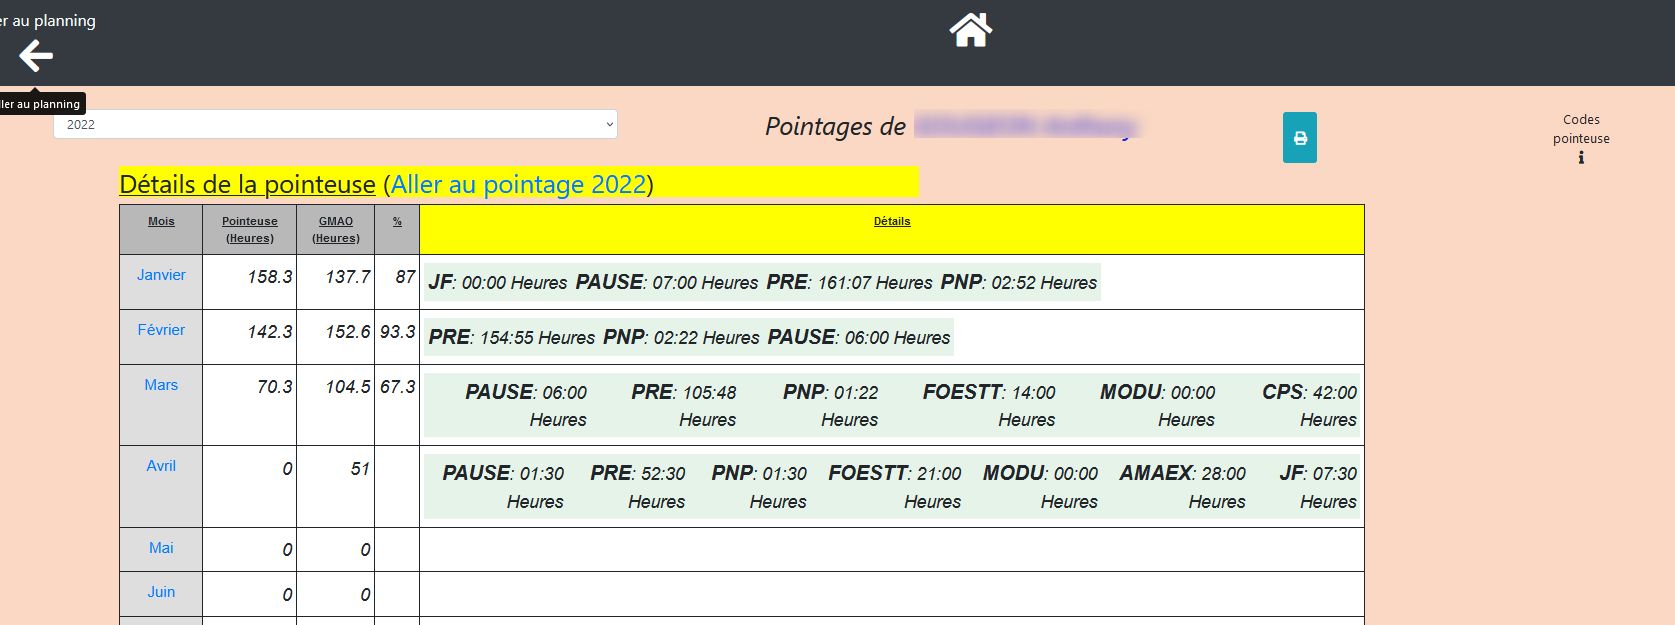 er au planning
ller au planning
2022
Pointages de
Codes
pointeuse
Détails de la pointeuse (Aller au pointage 2022)
Mois Pointeuse (Heures) GMAO (Heures) % Détails
Janvier 158.3 137.7 87 JF: 00:00 Heures PAUSE: 07:00 Heures PRE: 161:07 Heures PNP: 02:52 Heures
Février 142.3 152.6 93.3 PRE: 154:55 Heures PNP: 02:22 Heures PAUSE: 06:00 Heures
Mars 70.3 104.5 67.3 PAUSE: 06:00 Heures PRE: 105:48 Heures PNP: 01:22 Heures FOESTT: 14:00 Heures MODU: 00:00 Heures CPS: 42:00 Heures
Avril 0 51 PAUSE: 01:30 Heures PRE: 52:30 Heures PNP: 01:30 Heures FOESTT: 21:00 Heures MODU: 00:00 Heures AMAEX: 28:00 Heures JF: 07:30 Heures
Mai 0 0
Juin 0 0